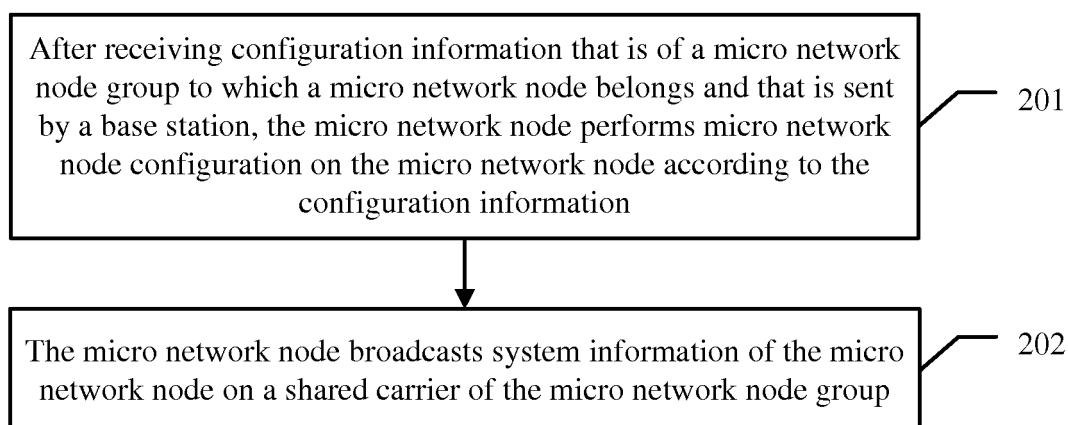 After receiving configuration information that is of a micro network
node group to which a micro network node belongs and that is sent
by a base station, the micro network node performs micro network
node configuration on the micro network node according to the
configuration information
201
The micro network node broadcasts system information of the micro
network node on a shared carrier of the micro network node group
202